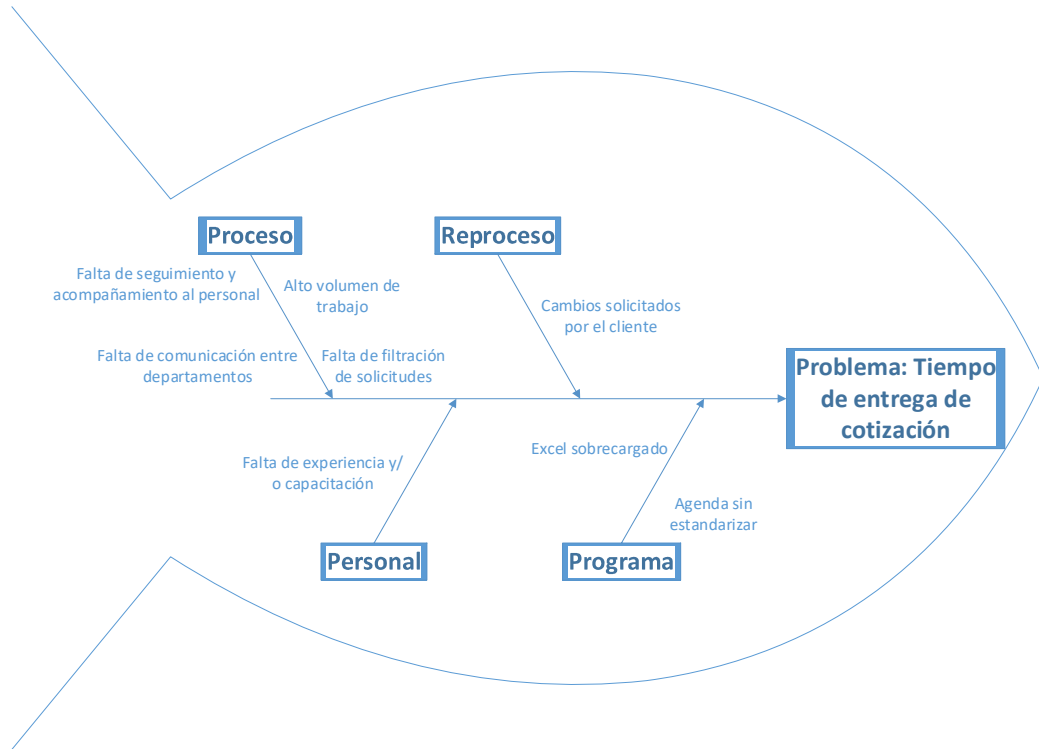 Proceso
Reproceso
Falta de seguimiento y
acompañamiento al personal
Alto volumen de
trabajo
Cambios solicitados
por el cliente
Falta de comunicación entre
departamentos
Falta de filtración
de solicitudes
Problema: Tiempo
de entrega de
cotización
Falta de experiencia y/
o capacitación
Excel sobrecargado
Agenda sin
estandarizar
Personal
Programa